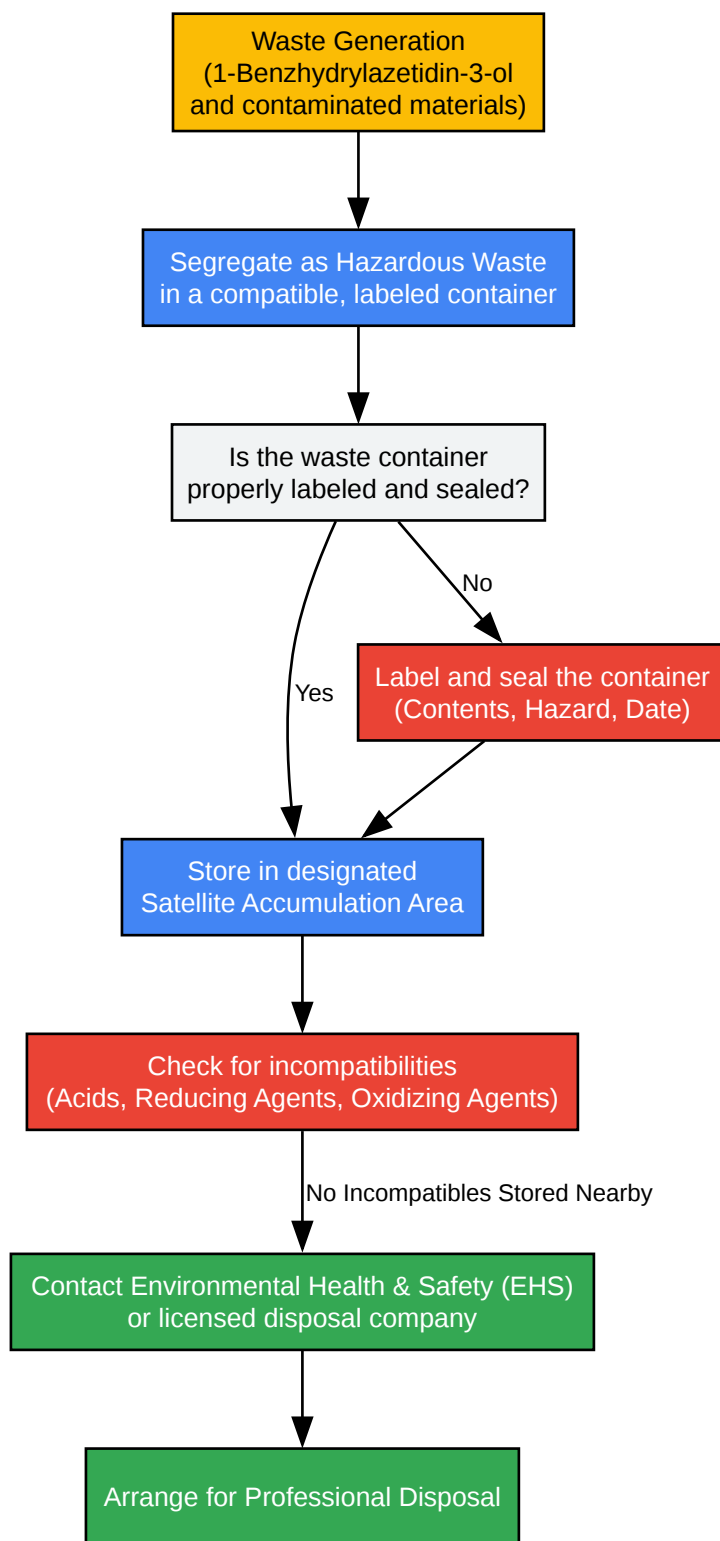 Waste Generation
(1-Benzhydrylazetidin-3-ol
and contaminated materials)
Segregate as Hazardous Waste
in a compatible, labeled container
Is the waste container
properly labeled and sealed?
No
Label and seal the container
(Contents, Hazard, Date)
Yes
Store in designated
Satellite Accumulation Area
Check for incompatibilities
(Acids, Reducing Agents, Oxidizing Agents)
No Incompatibles Stored Nearby
Contact Environmental Health & Safety (EHS)
or licensed disposal company
Arrange for Professional Disposal